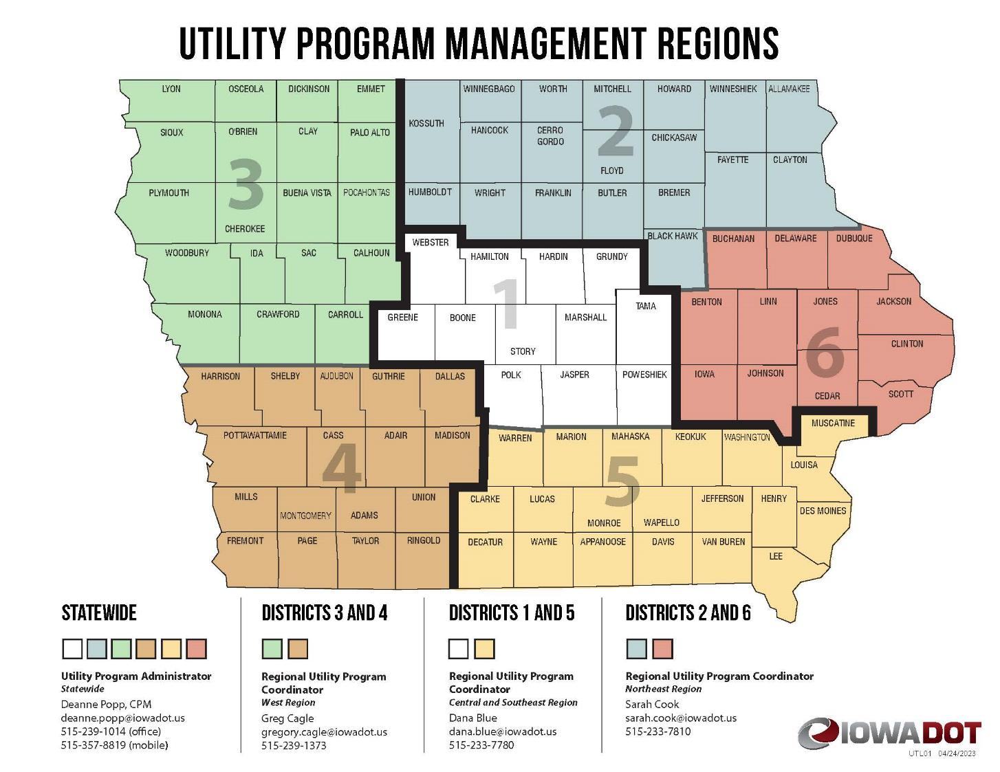 UTILITY PROGRAM MANAGEMENT REGIONS
LYON OSCEOLA DICKINSON EMMET WINNEGBAGO WORTH MITCHELL HOWARD WINNESHIEK ALLAMAKEE
KOSSUTH
2
SIOUX O'BRIEN CLAY PALO ALTO HANCOCK CERRO
GORDO CHICKASAW
FAYETTE CLAYTON
FLOYD
3
PLYMOUTH BUENA VISTA POCAHONTAS HUMBOLDT WRIGHT FRANKLIN BUTLER BREMER
CHEROKEE
BLACK HAWK BUCHANAN DELAWARE DUBUQUE
WEBSTER
WOODBURY IDA SAC CALHOUN HAMILTON HARDIN GRUNDY
1
BENTON LINN JONES JACKSON
TAMA
MONONA CRAWFORD CARROLL GREENE BOONE MARSHALL
CLINTON
STORY
6
HARRISON SHELBY AUDUBON GUTHRIE DALLAS POLK JASPER POWESHIEK IOWA JOHNSON
CEDAR SCOTT
MUSCATINE
POTTAWATTAMIE CASS ADAIR MADISON WARREN MARION MAHASKA KEOKUK WASHINGTON
LOUISA
4
5
MILLS UNION CLARKE LUCAS JEFFERSON HENRY
DES MOINES
MONTGOMERY ADAMS MONROE WAPELLO
FREMONT PAGE TAYLOR RINGOLD DECATUR WAYNE APPANOOSE DAVIS VAN BUREN
LEE
STATEWIDE
Utility Program Administrator
Statewide
Deanne Popp, CPM
deanne.popp@iowadot.us
515-239-1014 (office)
515-357-8819 (mobile)
DISTRICTS 3 AND 4
Regional Utility Program
Coordinator
West Region
Greg Cagle
gregory.cagle@iowadot.us
515-239-1373
DISTRICTS 1 AND 5
Regional Utility Program
Coordinator
Central and Southeast Region
Dana Blue
dana.blue@iowadot.us
515-233-7780
DISTRICTS 2 AND 6
Regional Utility Program Coordinator
Northeast Region
Sarah Cook
sarah.cook@iowadot.us
515-233-7810
IOWADOT
UTL01 04/24/2023